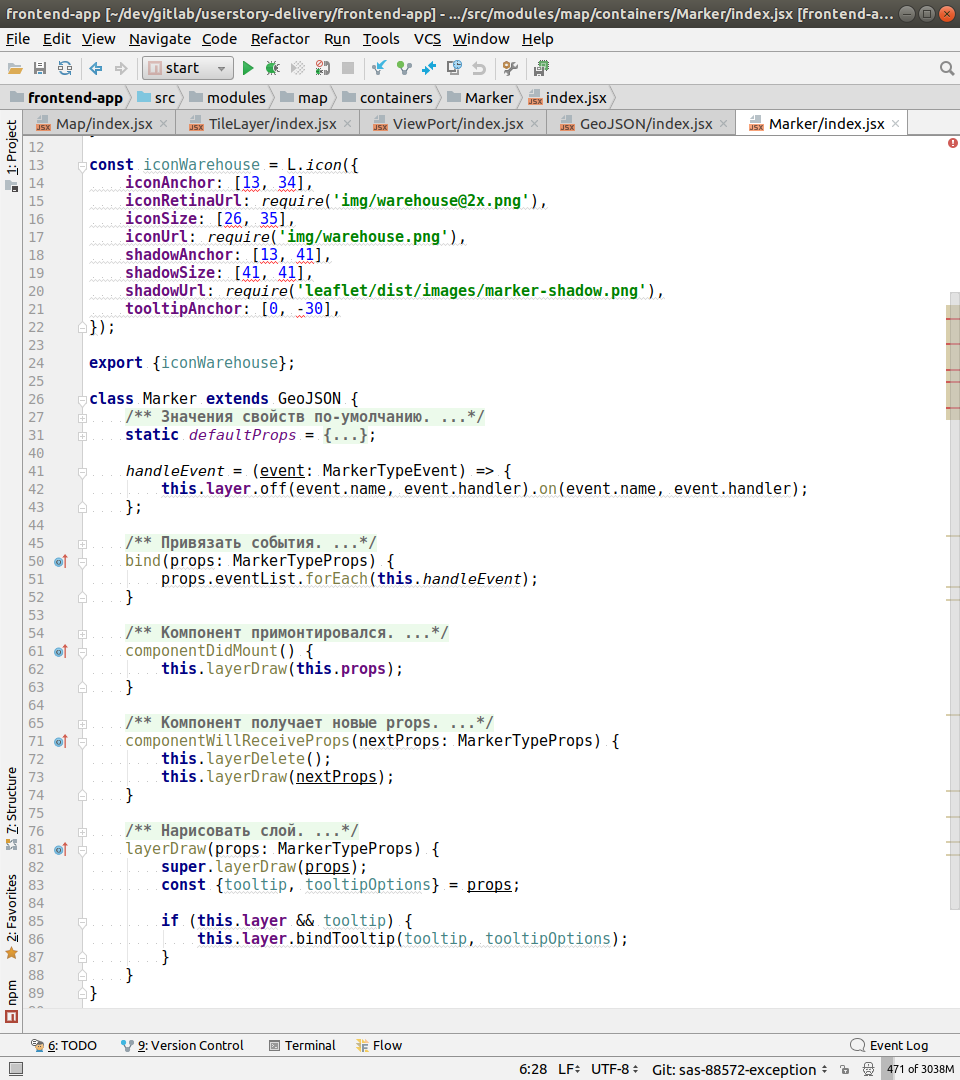 frontend-app [~/dev/gitlab/userstory-delivery/frontend-app] - .../src/modules/map/containers/Marker/index.jsx [frontend-a...
File Edit View Navigate Code Refactor Run Tools VCS Window Help
start
frontend-app src modules map containers Marker index.jsx
Map/index.jsx TileLayer/index.jsx ViewPort/index.jsx GeoJSON/index.jsx Marker/index.jsx
1: Project
7: Structure
2: Favorites
npm
12
13 const iconWarehouse = L.icon({
14 iconAnchor: [13, 34],
15 iconRetinaUrl: require('img/warehouse@2x.png'),
16 iconSize: [26, 35],
17 iconUrl: require('img/warehouse.png'),
18 shadowAnchor: [13, 41],
19 shadowSize: [41, 41],
20 shadowUrl: require('leaflet/dist/images/marker-shadow.png'),
21 tooltipAnchor: [0, -30],
22 });
23
24 export {iconWarehouse};
25
26 class Marker extends GeoJSON {
27 /** Значения свойств по-умолчанию. ...*/
31 static defaultProps = {...};
40
41 handleEvent = (event: MarkerTypeEvent) => {
42 this.layer.off(event.name, event.handler).on(event.name, event.handler);
43 };
44
45 /** Привязать события. ...*/
50 bind(props: MarkerTypeProps) {
51 props.eventList.forEach(this.handleEvent);
52 }
53
54 /** Компонент примонтировался. ...*/
61 componentDidMount() {
62 this.layerDraw(this.props);
63 }
64
65 /** Компонент получает новые props. ...*/
71 componentWillReceiveProps(nextProps: MarkerTypeProps) {
72 this.layerDelete();
73 this.layerDraw(nextProps);
74 }
75
76 /** Нарисовать слой. ...*/
81 layerDraw(props: MarkerTypeProps) {
82 super.layerDraw(props);
83 const {tooltip, tooltipOptions} = props;
84
85 if (this.layer && tooltip) {
86 this.layer.bindTooltip(tooltip, tooltipOptions);
87 }
88 }
89 }
6: TODO 9: Version Control Terminal Flow Event Log
6:28 LF UTF-8 Git: sas-88572-exception 471 of 3038M